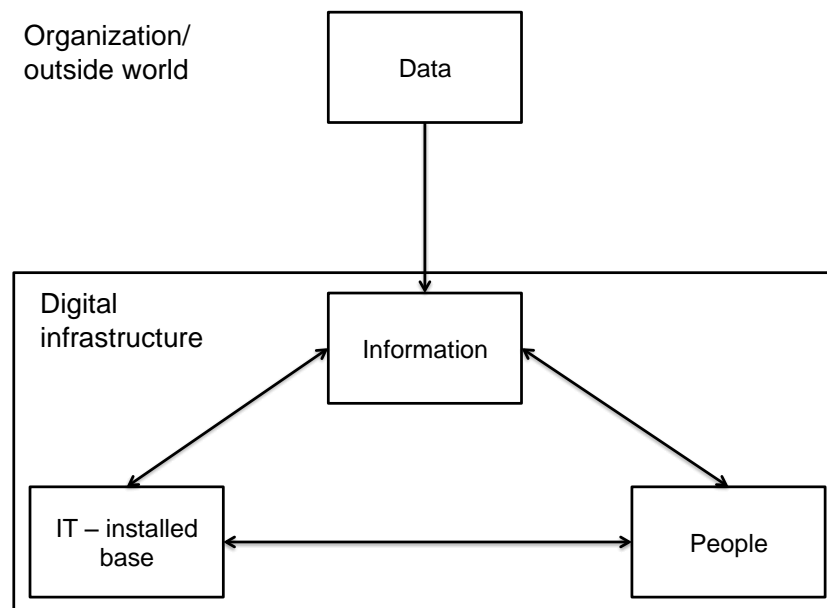 Organization/
outside world
Data
Digital
infrastructure
Information
IT – installed
base
People